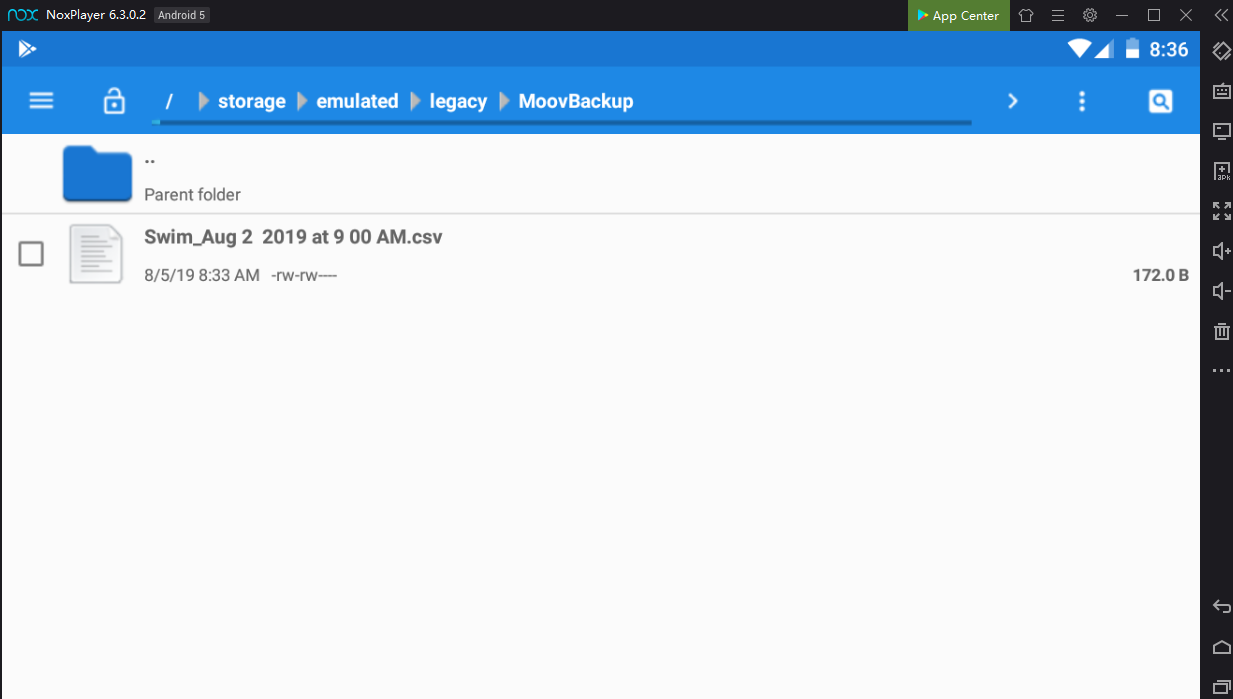 nox NoxPlayer 6.3.0.2 Android 5 App Center
8:36
/ storage emulated legacy MoovBackup
..
Parent folder
Swim_Aug 2  2019 at 9 00 AM.csv
8/5/19 8:33 AM -rw-rw---- 172.0 B